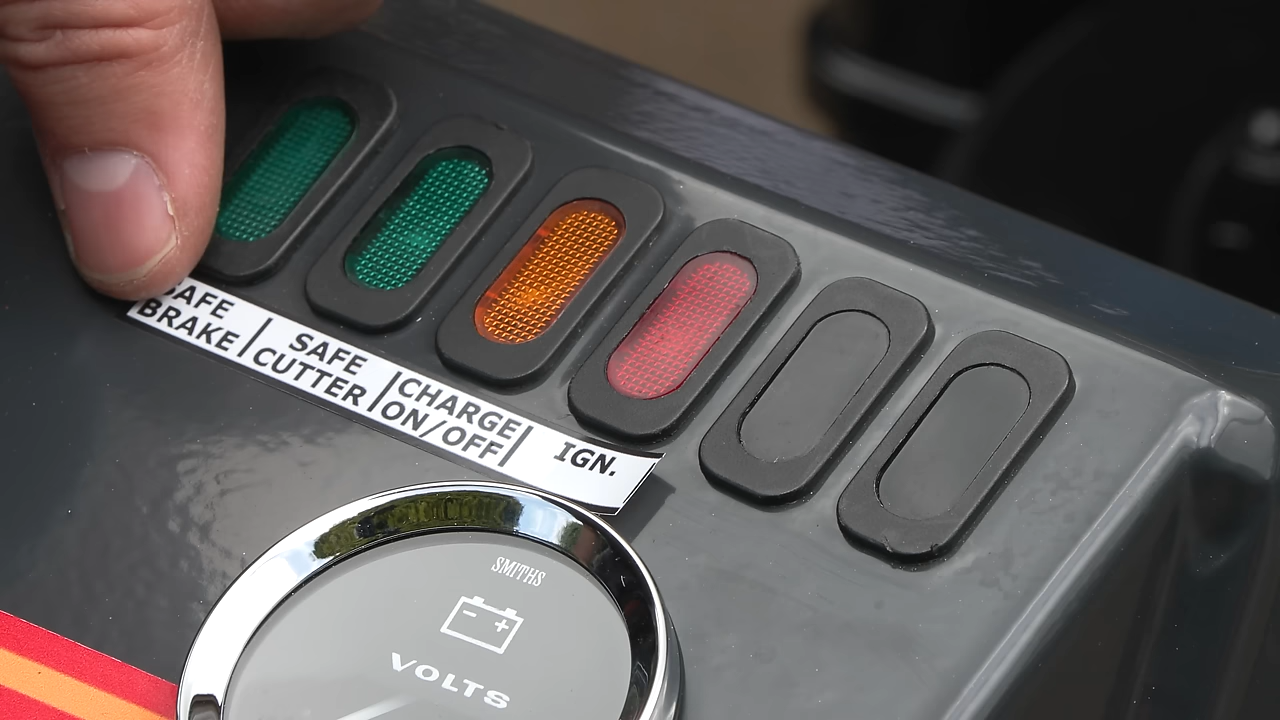 SAFE
BRAKE
SAFE
CUTTER
CHARGE
ON/OFF
IGN.
SMITHS
VOLTS